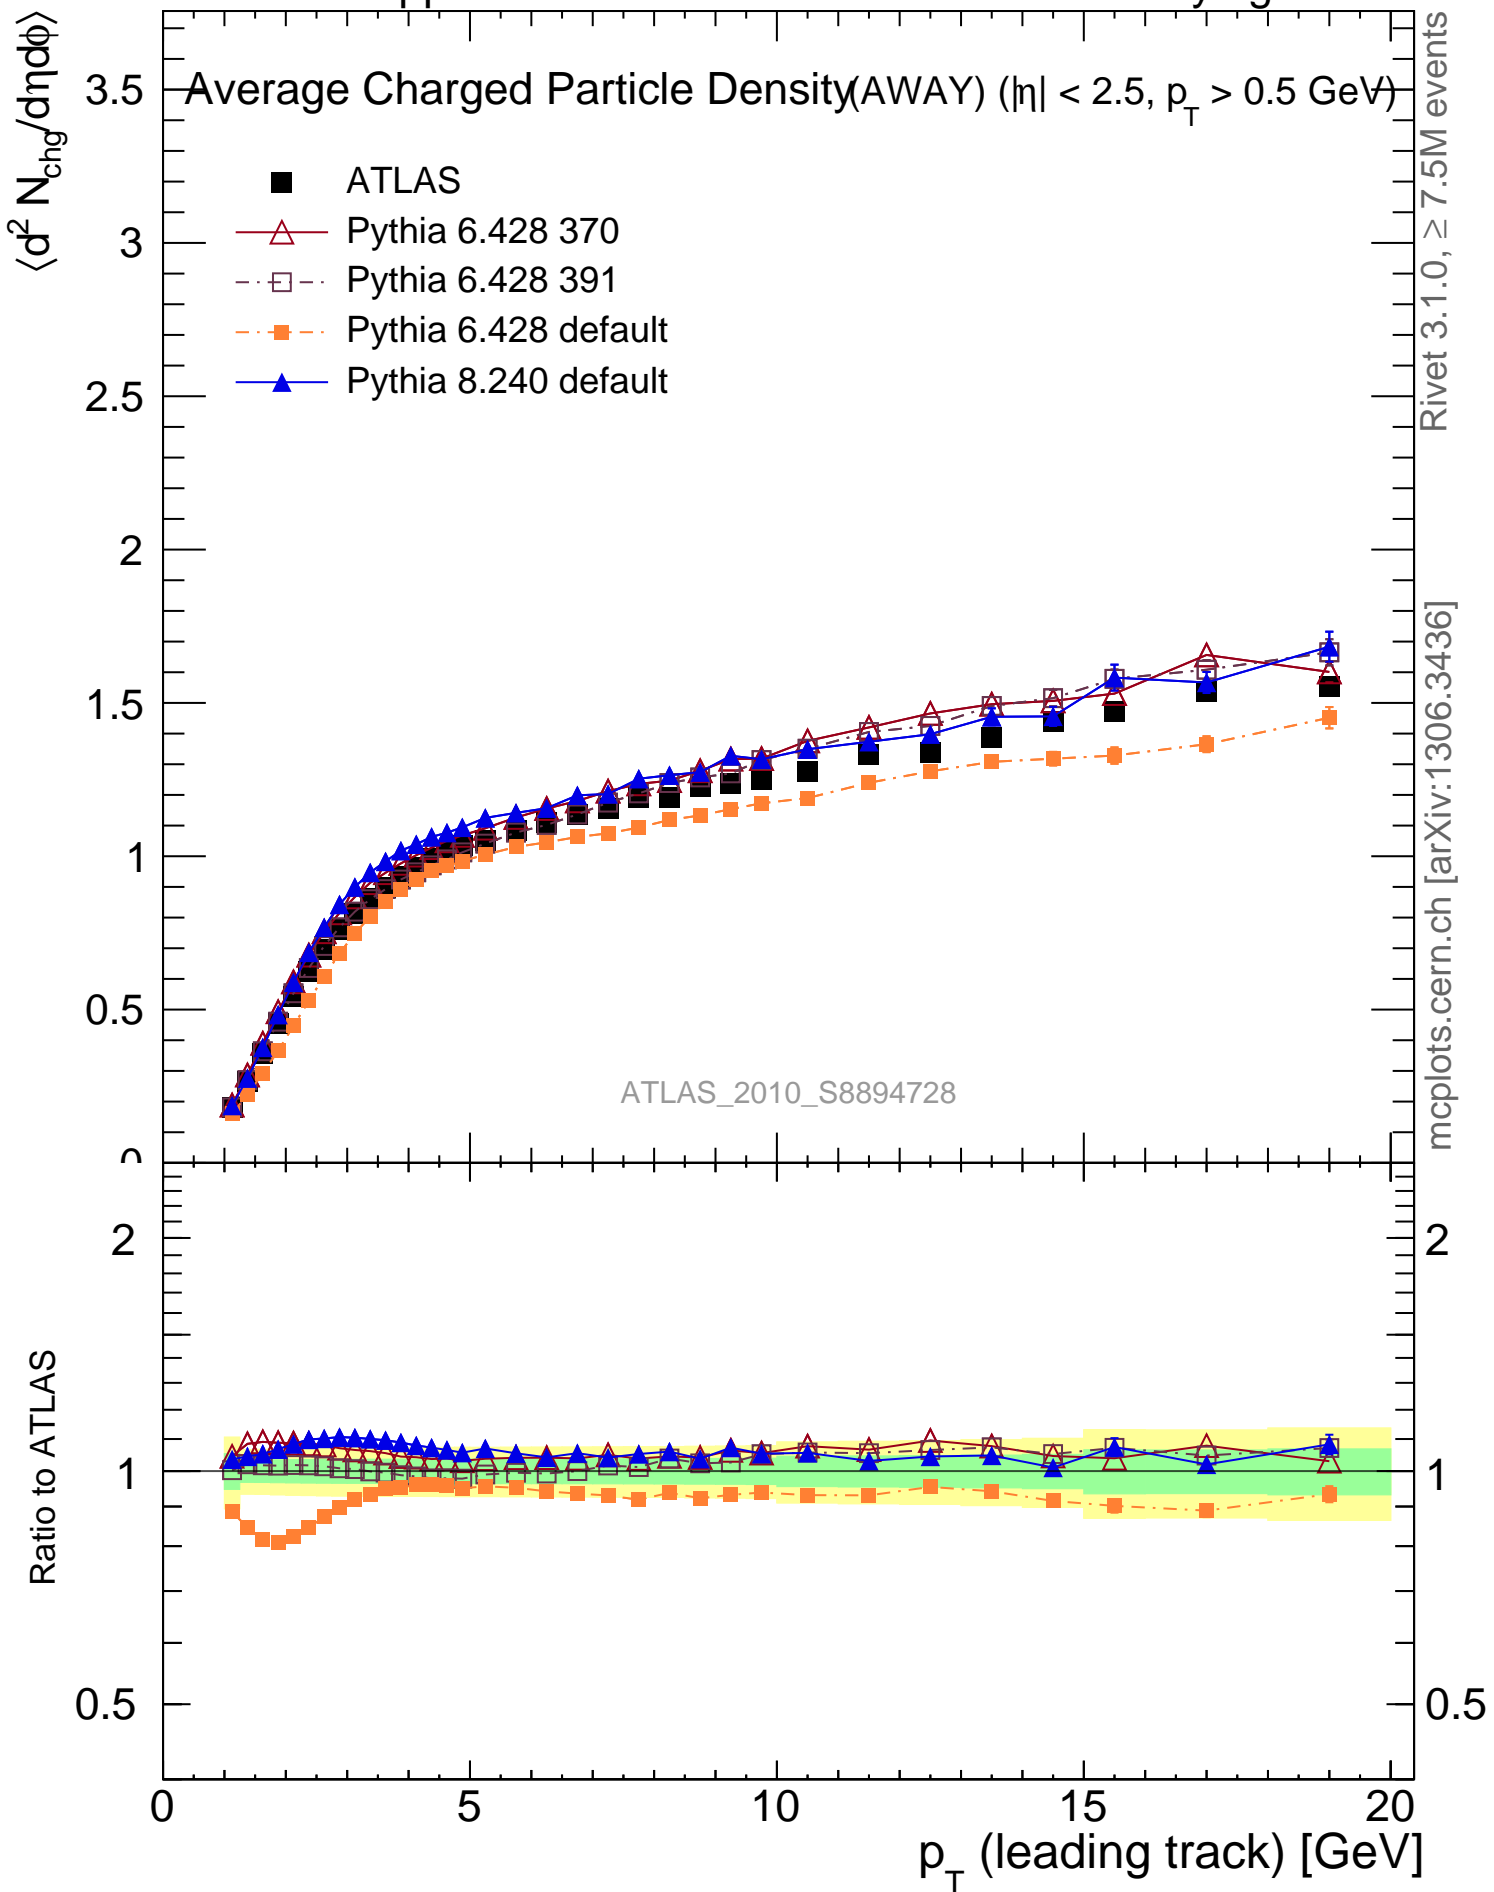 ⟨d² N_chg/dηdϕ⟩
Average Charged Particle Density (AWAY) (|η| < 2.5, p_T > 0.5 GeV)
ATLAS
Pythia 6.428 370
Pythia 6.428 391
Pythia 6.428 default
Pythia 8.240 default
3.5
3
2.5
2
1.5
1
0.5
0
ATLAS_2010_S8894728
Rivet 3.1.0, ≥ 7.5M events
mcplots.cern.ch [arXiv:1306.3436]
Ratio to ATLAS
2
1
0.5
2
1
0.5
0 5 10 15 20
p_T (leading track) [GeV]